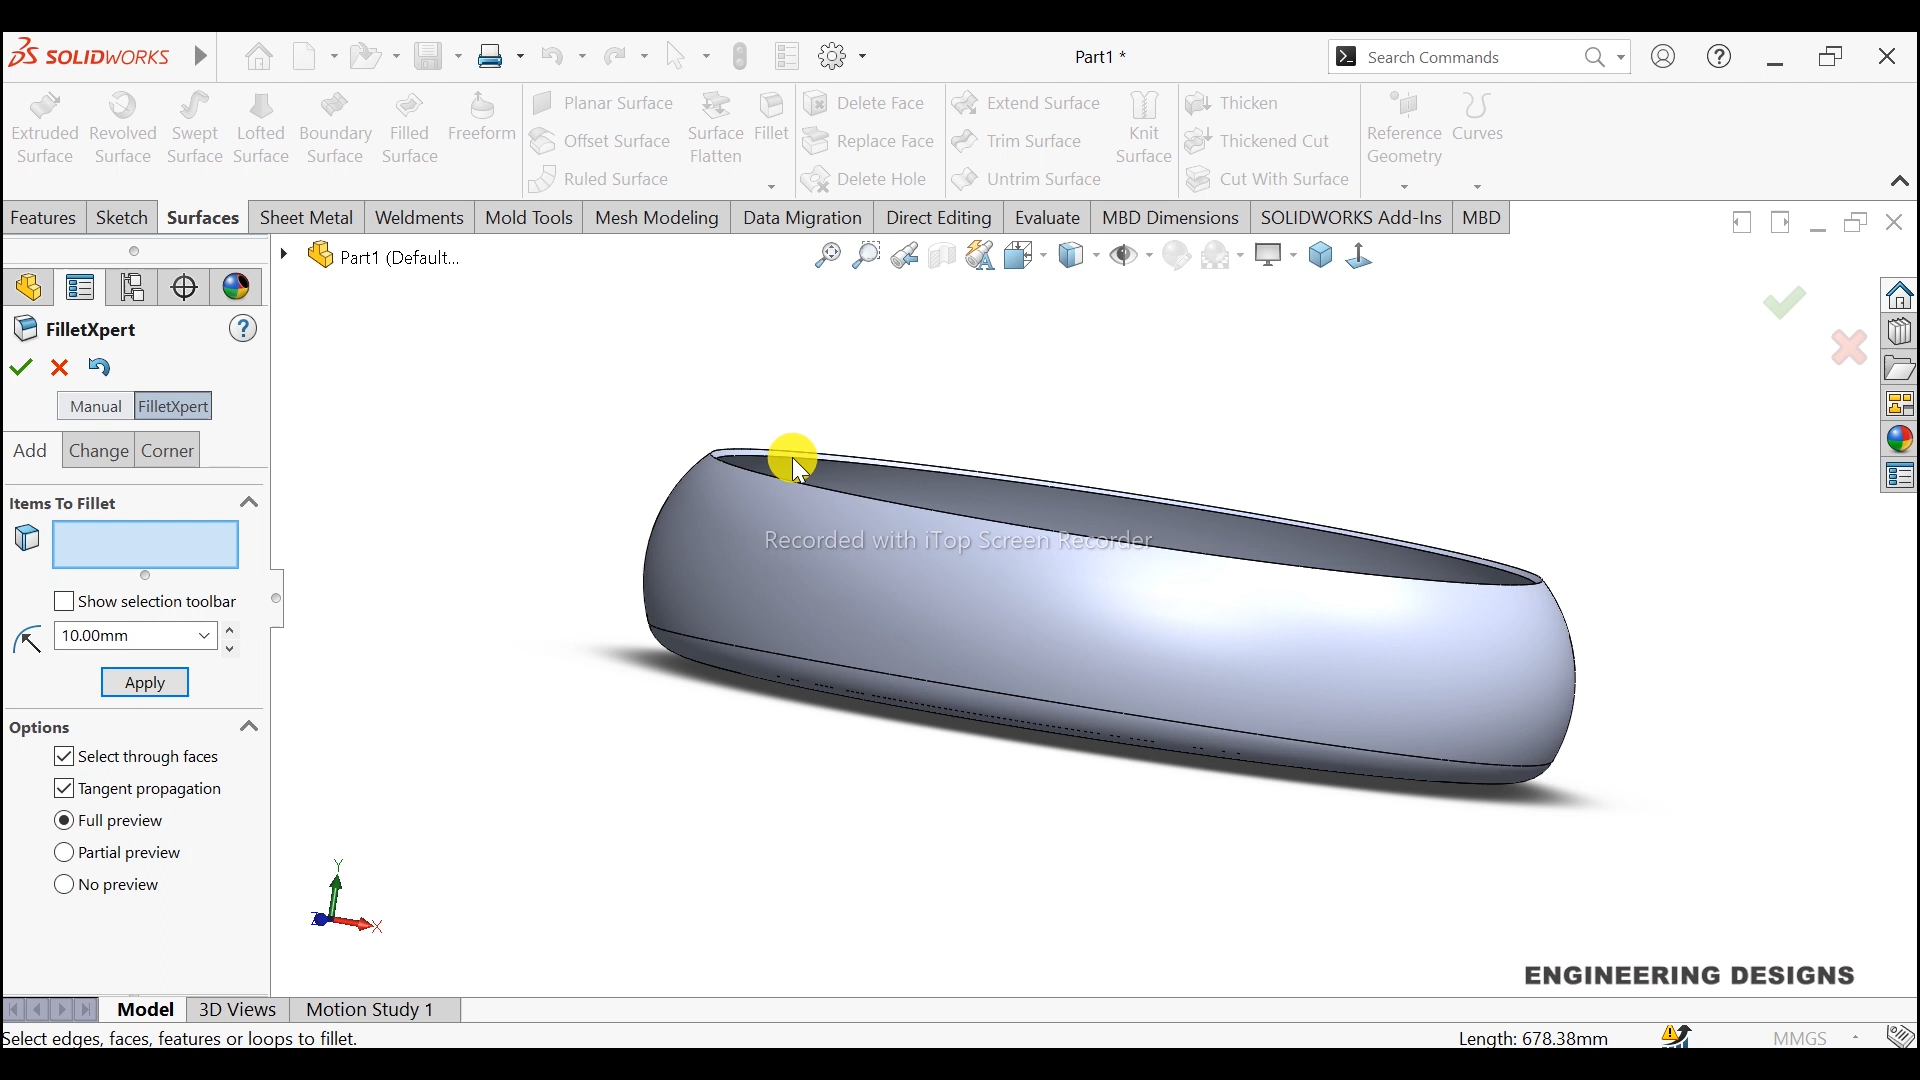 SOLIDWORKS
Part1 *
Search Commands
Extruded Surface
Revolved Surface
Swept Surface
Lofted Surface
Boundary Surface
Filled Surface
Freeform
Planar Surface
Offset Surface
Ruled Surface
Surface Flatten
Fillet
Delete Face
Replace Face
Delete Hole
Extend Surface
Trim Surface
Untrim Surface
Knit Surface
Thicken
Thickened Cut
Cut With Surface
Reference Geometry
Curves
Features
Sketch
Surfaces
Sheet Metal
Weldments
Mold Tools
Mesh Modeling
Data Migration
Direct Editing
Evaluate
MBD Dimensions
SOLIDWORKS Add-Ins
MBD
Part1 (Default...
FilletXpert
Manual
FilletXpert
Add
Change
Corner
Items To Fillet
Show selection toolbar
10.00mm
Apply
Options
Select through faces
Tangent propagation
Full preview
Partial preview
No preview
Recorded with iTop Screen Recorder
Y
Z
X
ENGINEERING DESIGNS
Model
3D Views
Motion Study 1
Select edges, faces, features or loops to fillet.
Length: 678.38mm
MMGS